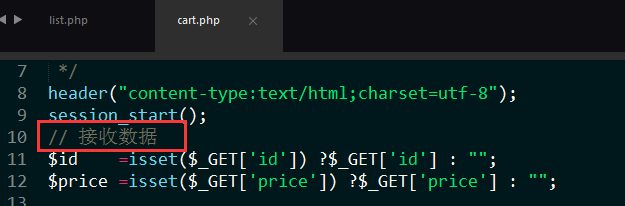 list.php cart.php ×
7 */
8 header("content-type:text/html;charset=utf-8");
9 session_start();
10 // 接收数据
11 $id    =isset($_GET['id']) ?$_GET['id'] : "";
12 $price =isset($_GET['price']) ?$_GET['price'] : "";
13